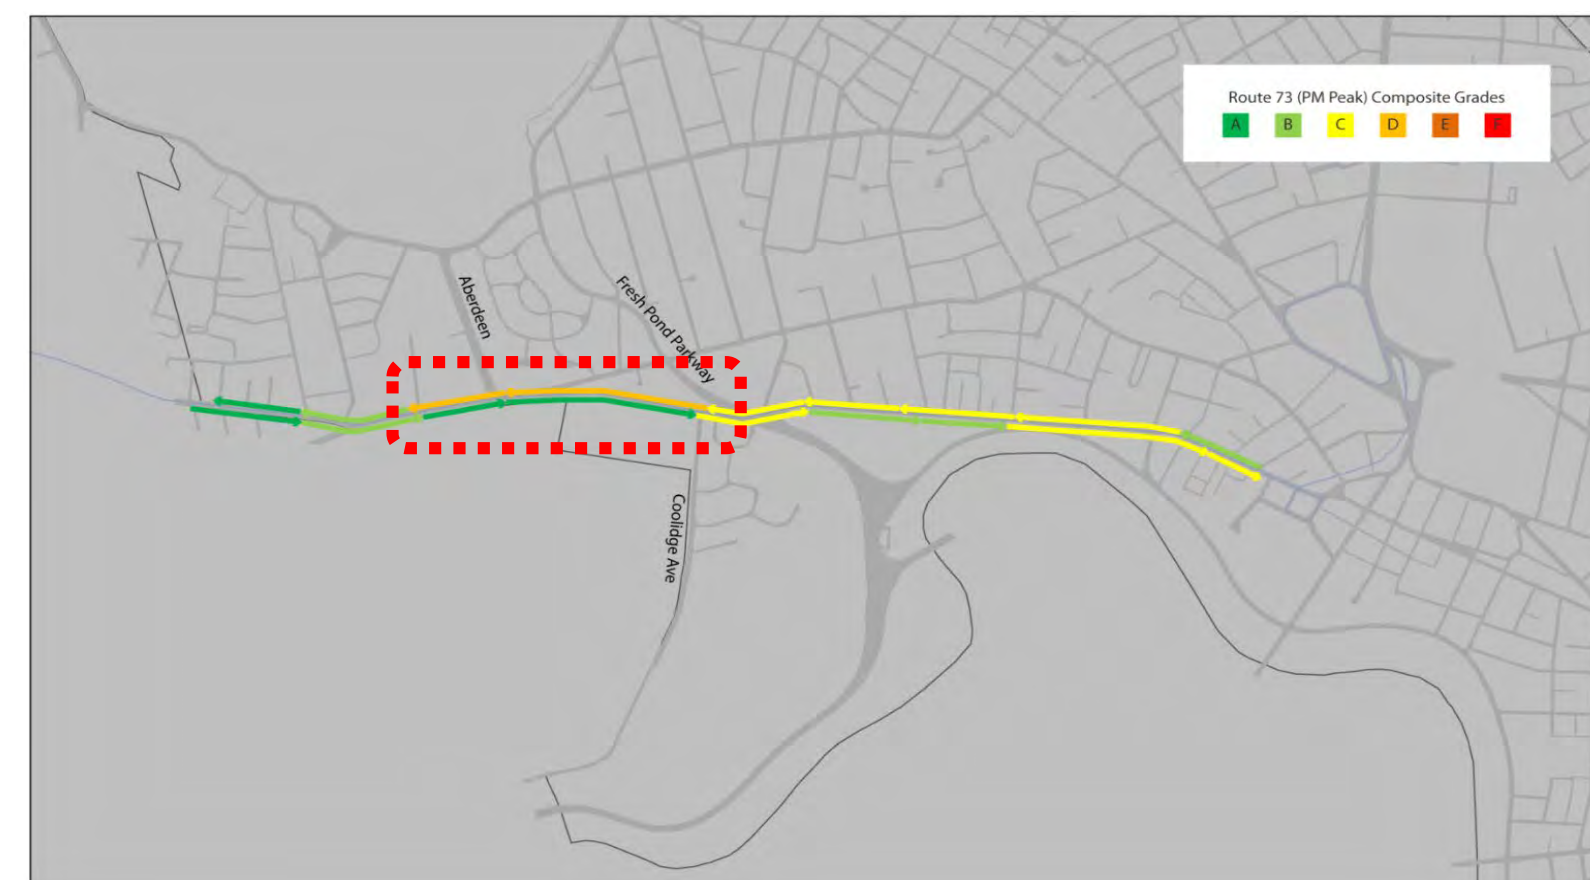 Route 73 (PM Peak) Composite Grades
A B C D E F
Aberdeen
Fresh Pond Parkway
Coolidge Ave